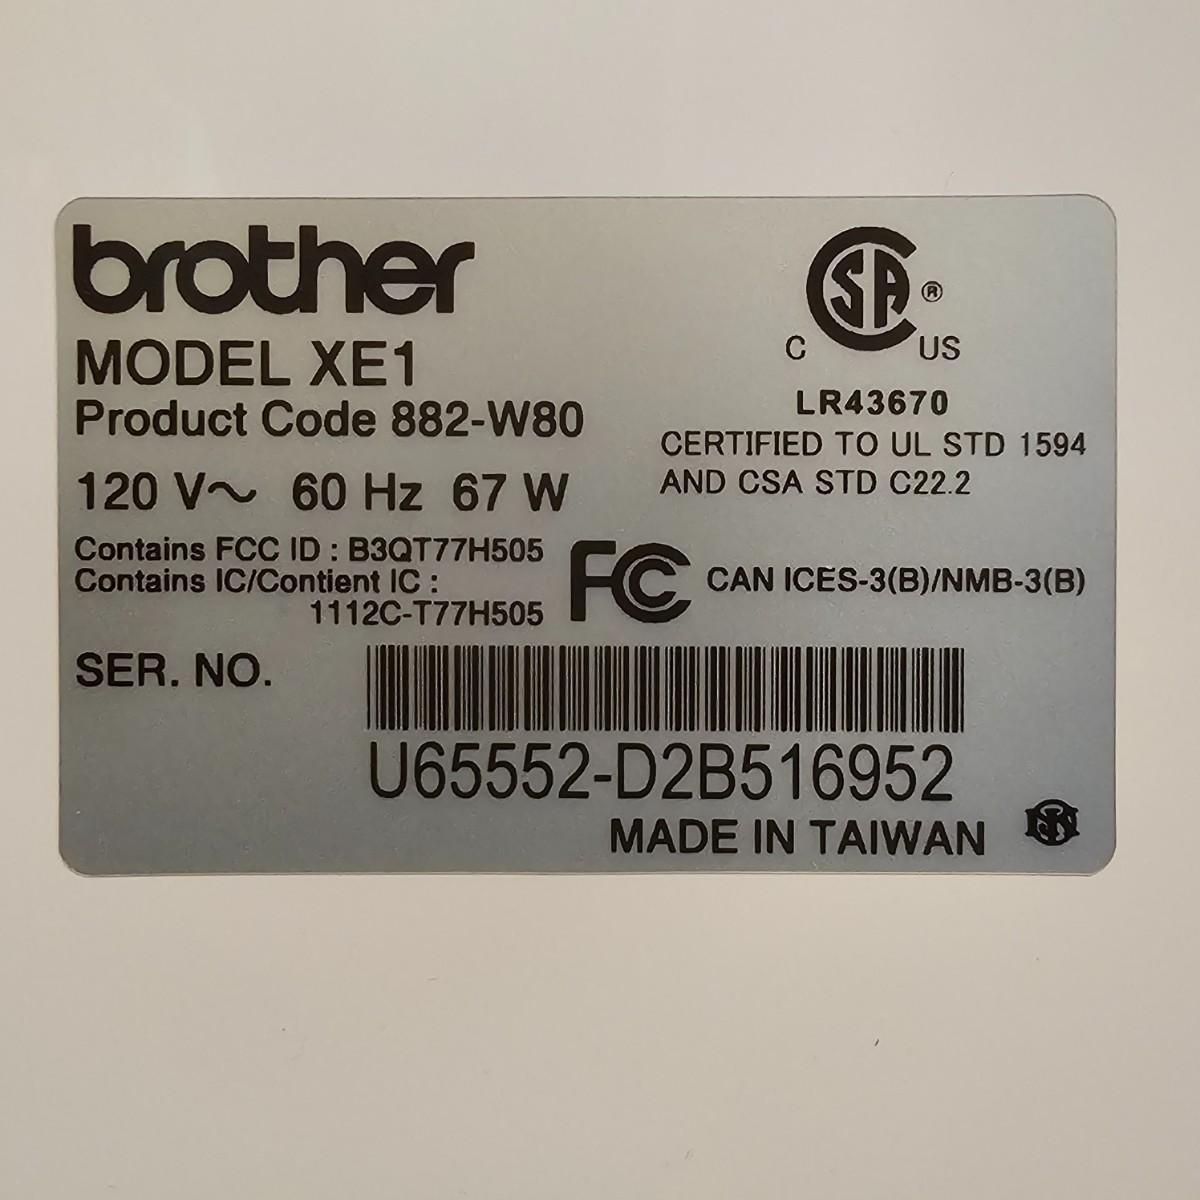 brother
MODEL XE1
Product Code 882-W80
120 V～ 60 Hz 67 W
Contains FCC ID : B3QT77H505
Contains IC/Contient IC :
1112C-T77H505
SA ®
C US
LR43670
CERTIFIED TO UL STD 1594
AND CSA STD C22.2
FC CAN ICES-3(B)/NMB-3(B)
SER. NO.
U65552-D2B516952
MADE IN TAIWAN